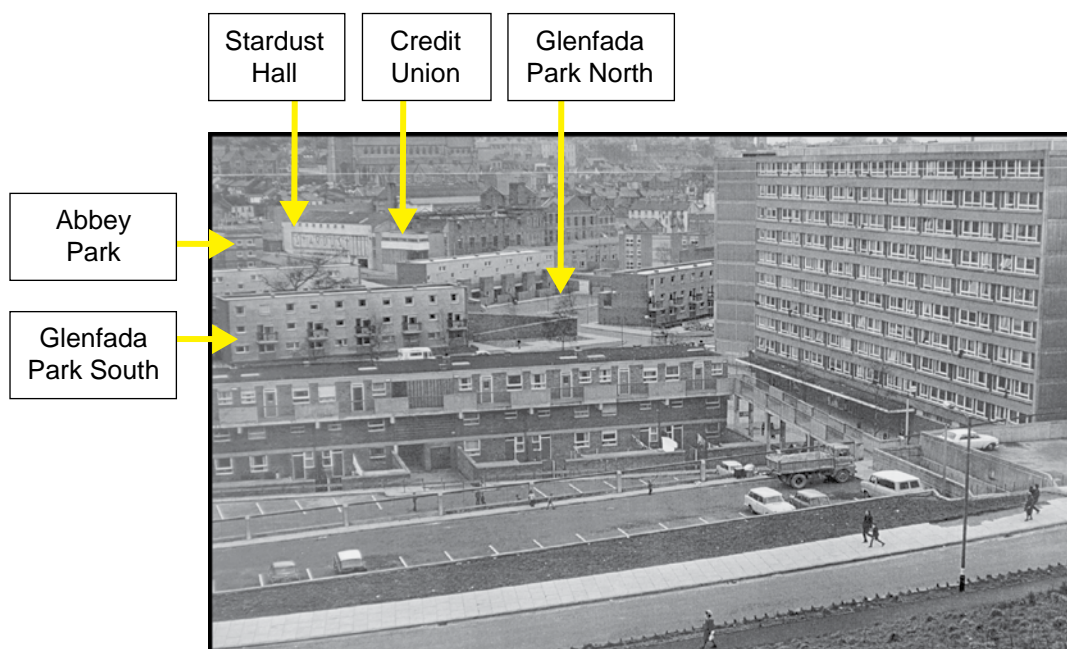 Stardust
Hall
Credit
Union
Glenfada
Park North
Abbey
Park
Glenfada
Park South